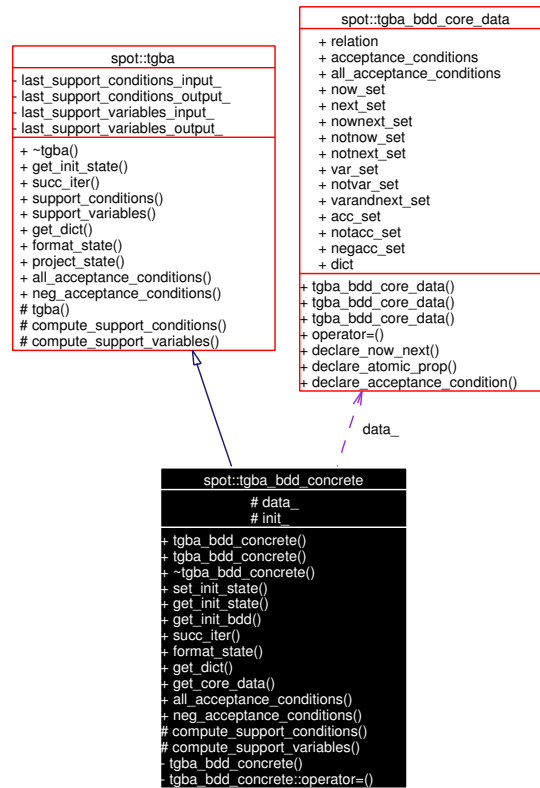 spot::tgba
- last_support_conditions_input_
- last_support_conditions_output_
- last_support_variables_input_
- last_support_variables_output_
+ ~tgba()
+ get_init_state()
+ succ_iter()
+ support_conditions()
+ support_variables()
+ get_dict()
+ format_state()
+ project_state()
+ all_acceptance_conditions()
+ neg_acceptance_conditions()
# tgba()
# compute_support_conditions()
# compute_support_variables()
spot::tgba_bdd_core_data
+ relation
+ acceptance_conditions
+ all_acceptance_conditions
+ now_set
+ next_set
+ nownext_set
+ notnow_set
+ notnext_set
+ var_set
+ notvar_set
+ varandnext_set
+ acc_set
+ notacc_set
+ negacc_set
+ dict
+ tgba_bdd_core_data()
+ tgba_bdd_core_data()
+ tgba_bdd_core_data()
+ operator=()
+ declare_now_next()
+ declare_atomic_prop()
+ declare_acceptance_condition()
data_
spot::tgba_bdd_concrete
# data_
# init_
+ tgba_bdd_concrete()
+ tgba_bdd_concrete()
+ ~tgba_bdd_concrete()
+ set_init_state()
+ get_init_state()
+ get_init_bdd()
+ succ_iter()
+ format_state()
+ get_dict()
+ get_core_data()
+ all_acceptance_conditions()
+ neg_acceptance_conditions()
# compute_support_conditions()
# compute_support_variables()
- tgba_bdd_concrete()
- tgba_bdd_concrete::operator=()